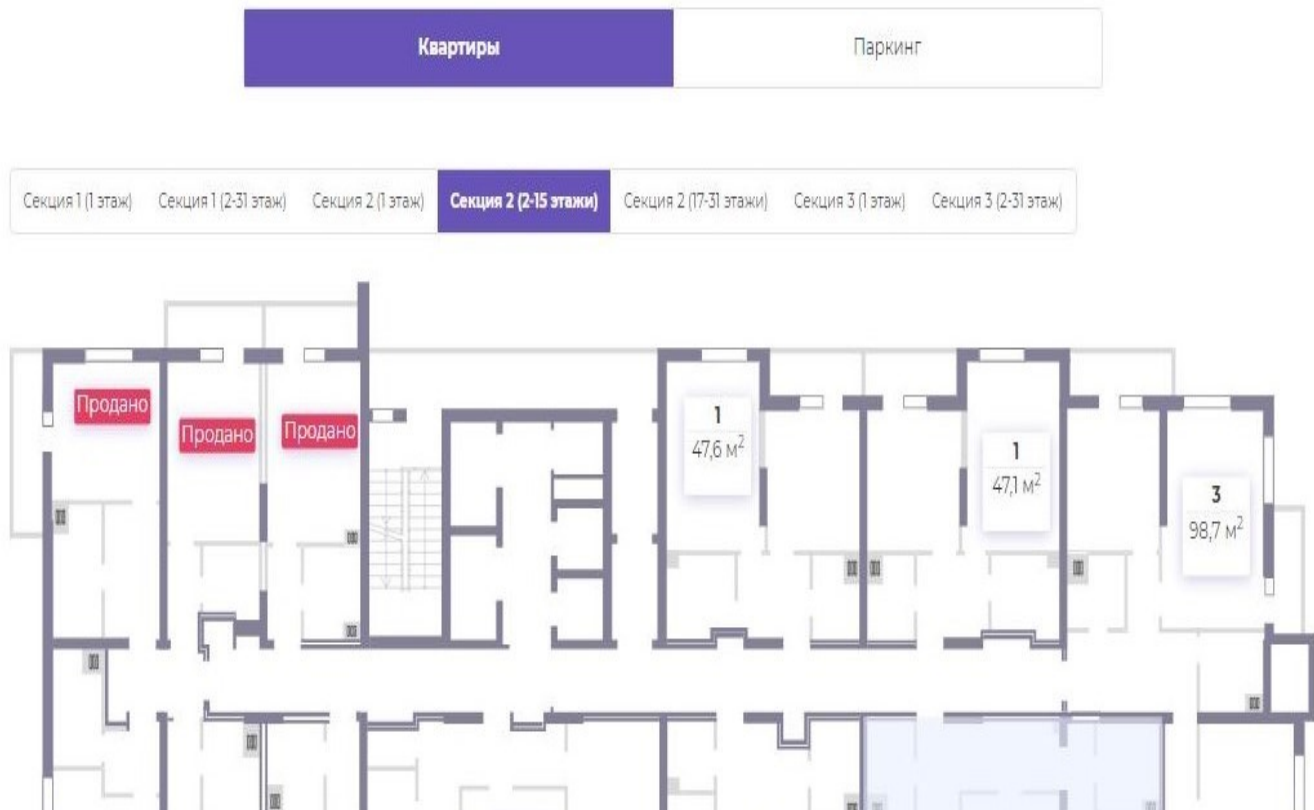 Квартиры
Паркинг
Секция 1 (1 этаж) Секция 1 (2-31 этаж) Секция 2 (1 этаж) Секция 2 (2-15 этажи) Секция 2 (17-31 этажи) Секция 3 (1 этаж) Секция 3 (2-31 этаж)
Продано
Продано
Продано
1
47,6 м²
1
47,1 м²
3
98,7 м²